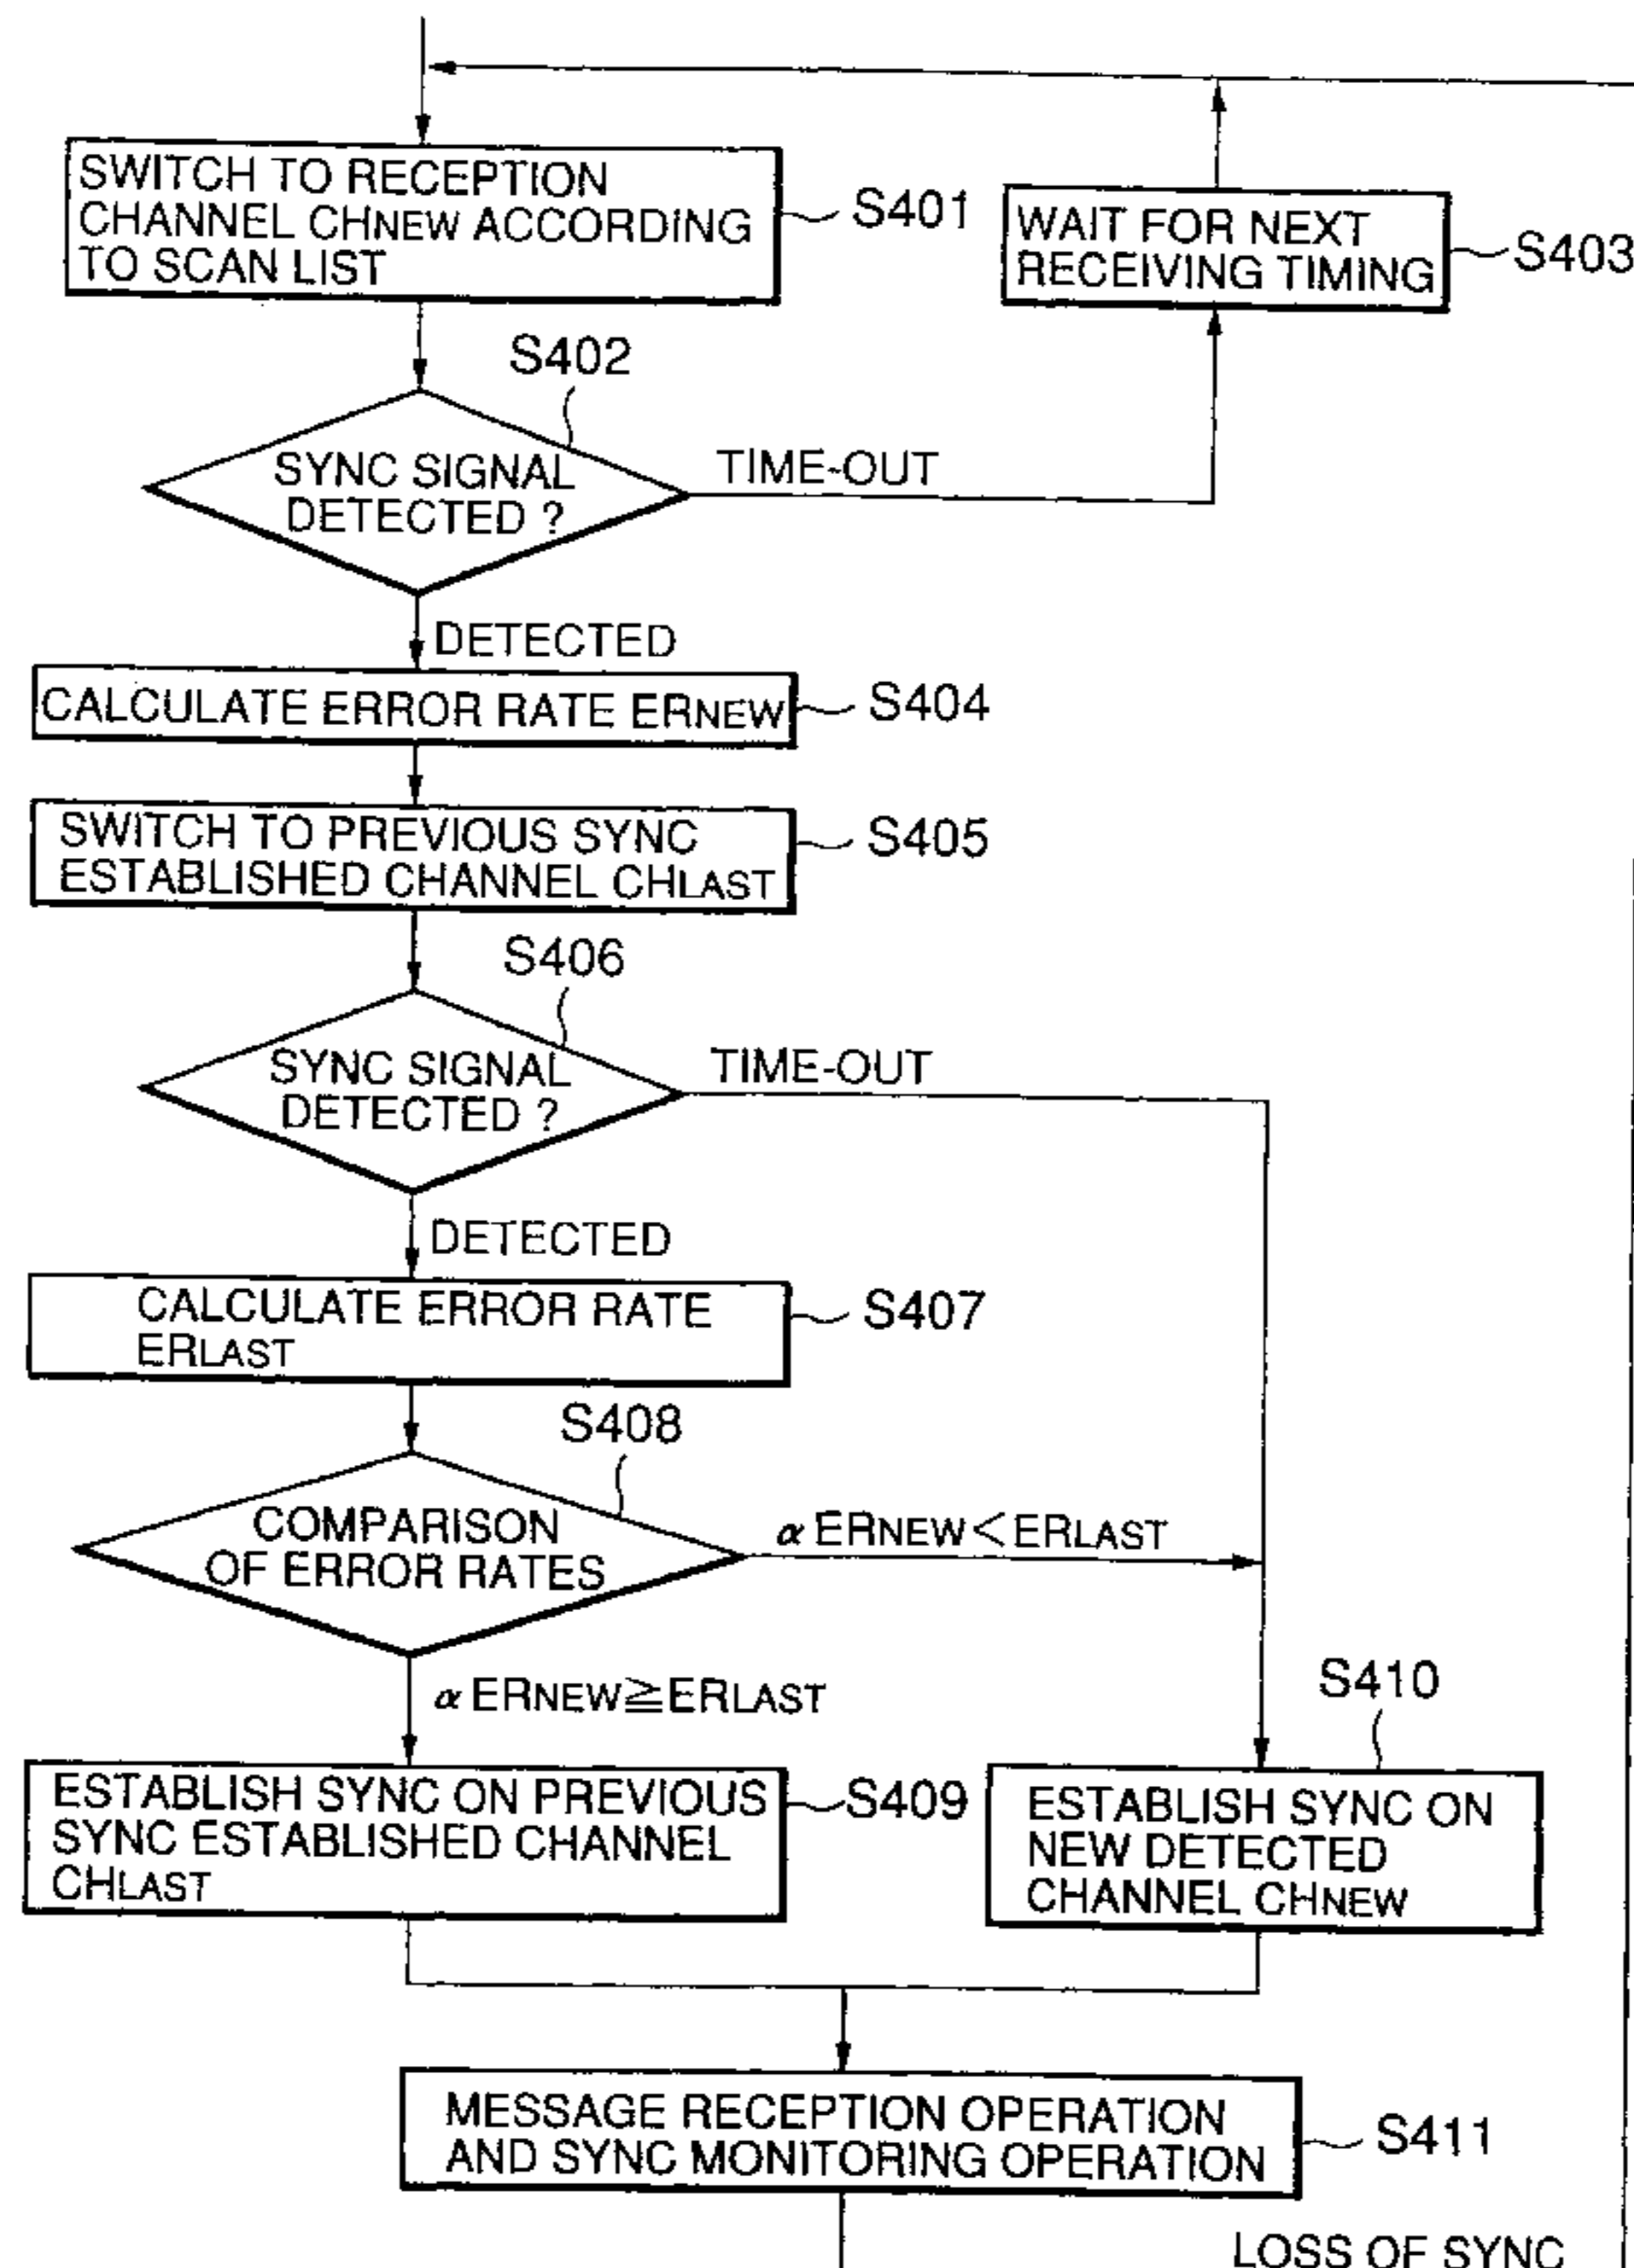 SWITCH TO RECEPTION
CHANNEL CHNEW ACCORDING
TO SCAN LIST
S401
WAIT FOR NEXT
RECEIVING TIMING
S403
S402
SYNC SIGNAL
DETECTED ?
TIME-OUT
DETECTED
CALCULATE ERROR RATE ERNEW
S404
SWITCH TO PREVIOUS SYNC
ESTABLISHED CHANNEL CHLAST
S405
S406
SYNC SIGNAL
DETECTED ?
TIME-OUT
DETECTED
CALCULATE ERROR RATE
ERLAST
S407
S408
COMPARISON
OF ERROR RATES
α ERNEW<ERLAST
α ERNEW≧ERLAST
S410
ESTABLISH SYNC ON PREVIOUS
SYNC ESTABLISHED CHANNEL
CHLAST
S409
ESTABLISH SYNC ON
NEW DETECTED
CHANNEL CHNEW
MESSAGE RECEPTION OPERATION
AND SYNC MONITORING OPERATION
S411
LOSS OF SYNC